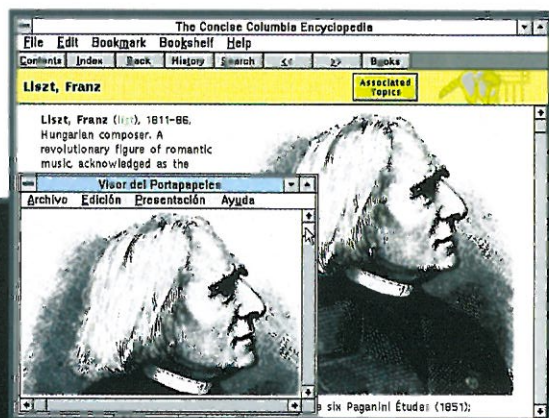 The Concise Columbia Encyclopedia
File Edit Bookmark Bookshelf Help
Contents Index Back History Search << >> Books
Liszt, Franz
Associated
Topics
Liszt, Franz (list), 1811-86,
Hungarian composer. A
revolutionary figure of romantic
music, acknowledged as the
Visor del Portapapeles
Archivo Edición Presentación Ayuda
six Paganini Études (1851);